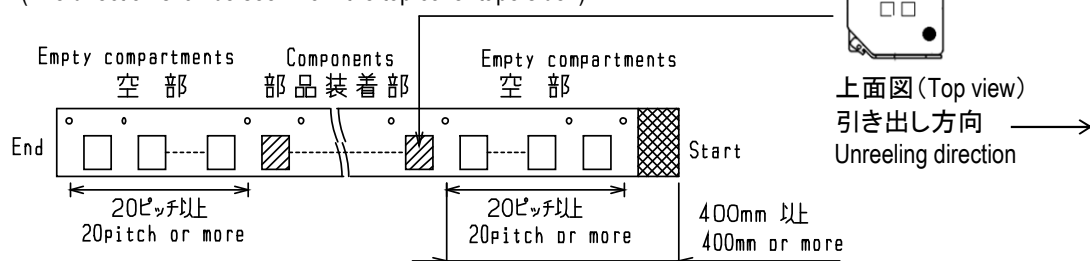 Empty compartments
空 部
Components
部 品 装 着 部
Empty compartments
空 部
End
Start
20ピッチ以上
20pitch or more
20ピッチ以上
20pitch or more
400mm 以上
400mm or more
上面図(Top view)
引き出し方向
Unreeling direction